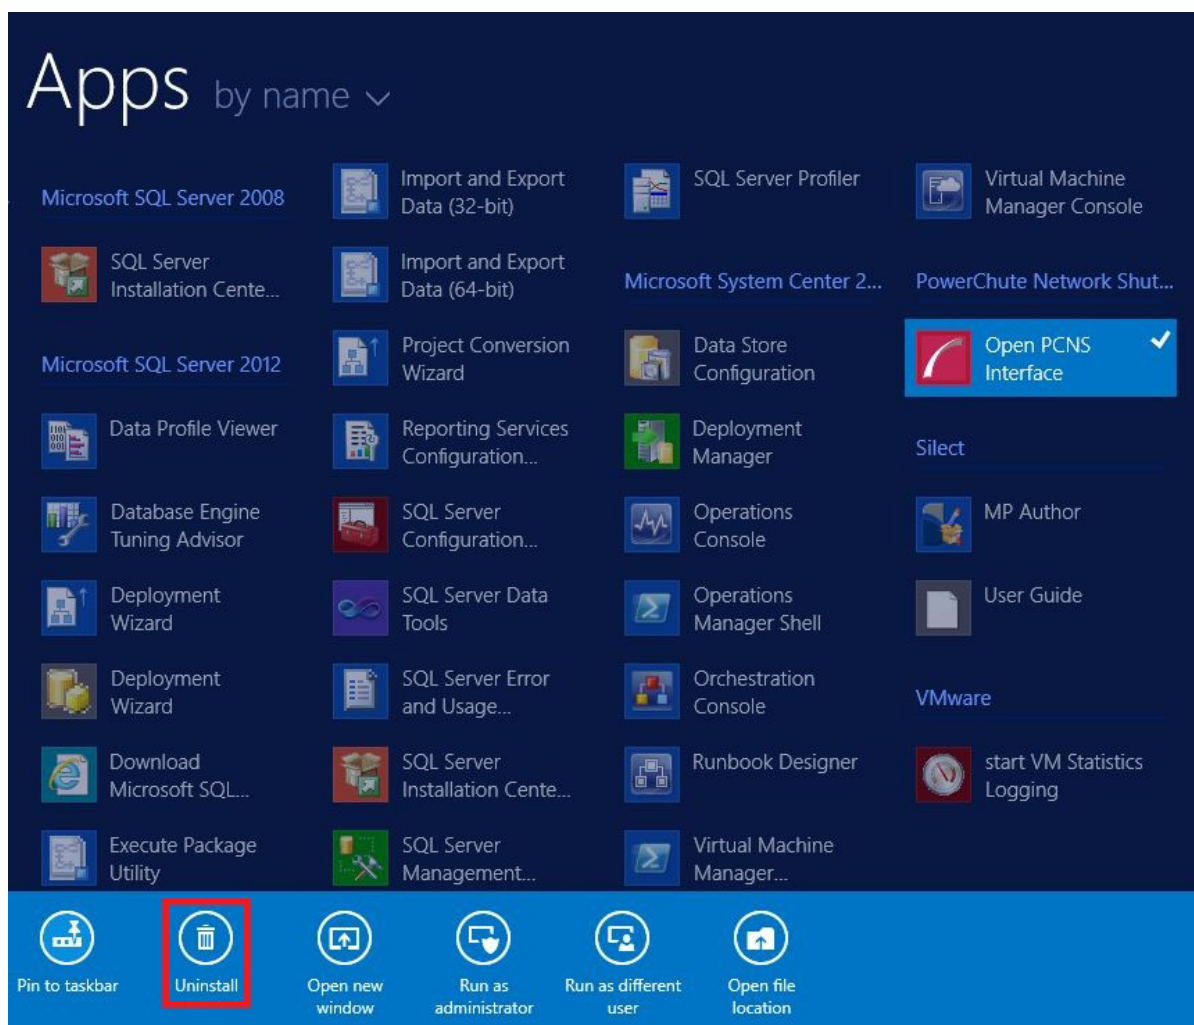 Apps by name
Microsoft SQL Server 2008
SQL Server
Installation Cente...
Microsoft SQL Server 2012
Data Profile Viewer
Database Engine
Tuning Advisor
Deployment
Wizard
Deployment
Wizard
Download
Microsoft SQL...
Execute Package
Utility
Import and Export
Data (32-bit)
Import and Export
Data (64-bit)
Project Conversion
Wizard
Reporting Services
Configuration...
SQL Server
Configuration...
SQL Server Data
Tools
SQL Server Error
and Usage...
SQL Server
Installation Cente...
SQL Server
Management...
SQL Server Profiler
Microsoft System Center 2...
Data Store
Configuration
Deployment
Manager
Operations
Console
Operations
Manager Shell
Orchestration
Console
Runbook Designer
Virtual Machine
Manager...
Virtual Machine
Manager Console
PowerChute Network Shut...
Open PCNS
Interface
Silect
MP Author
User Guide
VMware
start VM Statistics
Logging
Pin to taskbar
Uninstall
Open new
window
Run as
administrator
Run as different
user
Open file
location